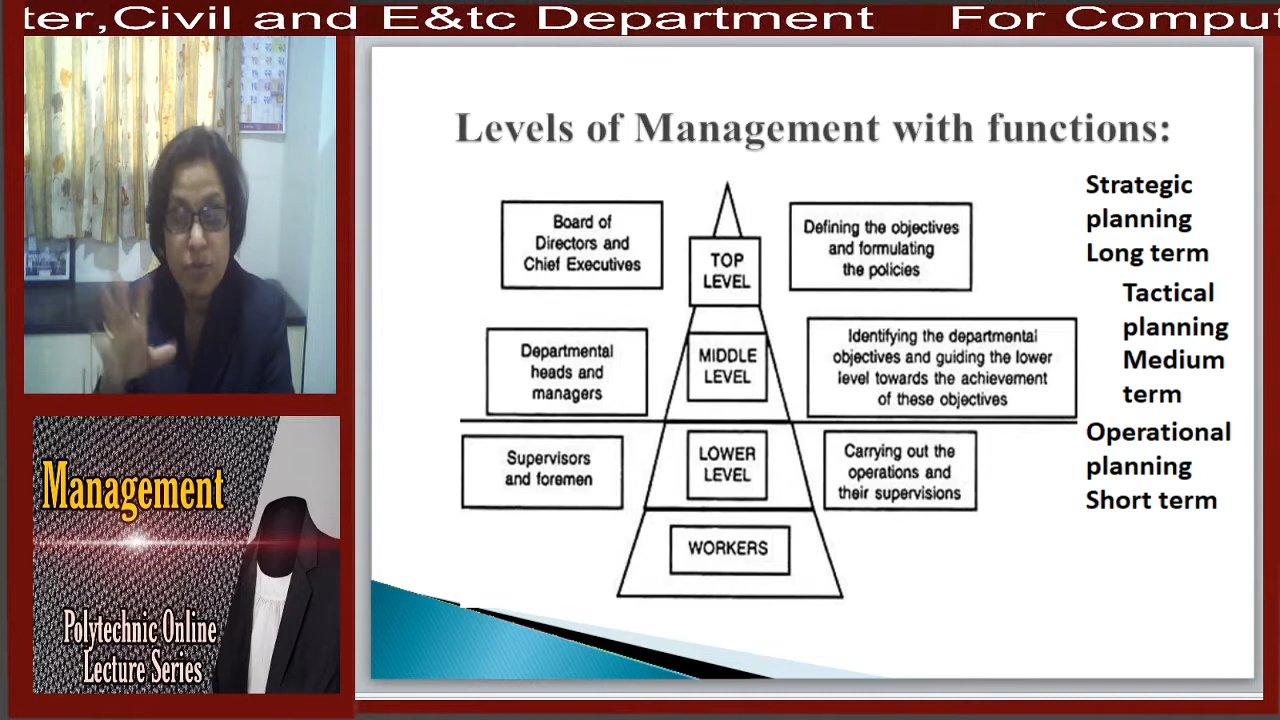 ter,Civil and E&tc Department For Comput
Levels of Management with functions:
Board of
Directors and
Chief Executives
TOP
LEVEL
Defining the objectives
and formulating
the policies
Strategic
planning
Long term
Departmental
heads and
managers
MIDDLE
LEVEL
Identifying the departmental
objectives and guiding the lower
level towards the achievement
of these objectives
Tactical
planning
Medium
term
Supervisors
and foremen
LOWER
LEVEL
Carrying out the
operations and
their supervisions
Operational
planning
Short term
WORKERS
Management
Polytechnic Online
Lecture Series